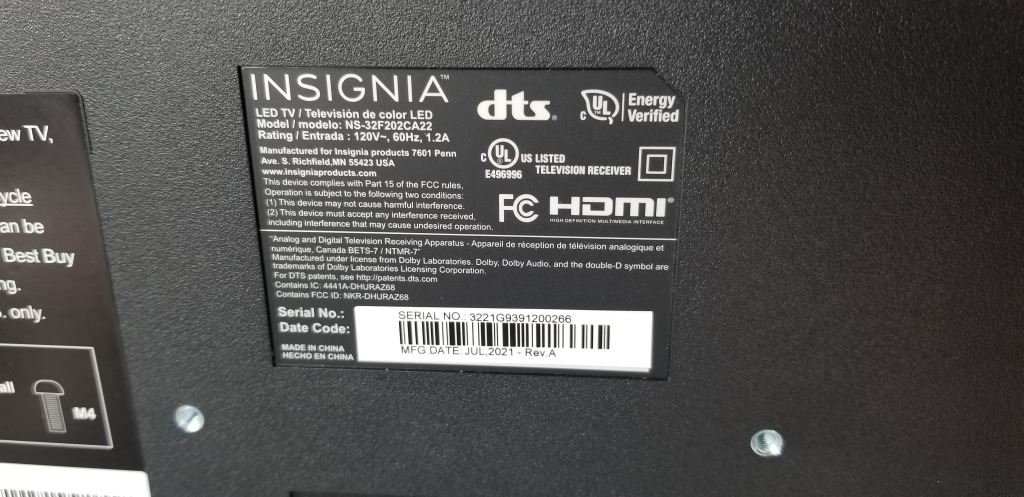 INSIGNIA™
LED TV / Televisión de color LED
Model / modelo: NS-32F202CA22
Rating / Entrada : 120V~, 60Hz, 1.2A
Manufactured for Insignia products 7601 Penn
Ave. S. Richfield,MN 55423 USA
www.insigniaproducts.com
This device complies with Part 15 of the FCC rules,
Operation is subject to the following two conditions:
(1) This device may not cause harmful interference.
(2) This device must accept any interference received,
including interference that may cause undesired operation.
dts®
c UL ™ Energy
Verified
c UL ® US LISTED
E496996 TELEVISION RECEIVER
FC HDMI®
HIGH DEFINITION MULTIMEDIA INTERFACE
"Analog and Digital Television Receiving Apparatus - Appareil de réception de télévision analogique et
numérique, Canada BETS-7 / NTMR-7"
Manufactured under license from Dolby Laboratories. Dolby, Dolby Audio, and the double-D symbol are
trademarks of Dolby Laboratories Licensing Corporation.
For DTS patents, see http://patents.dts.com
Contains IC: 4441A-DHURAZ68
Contains FCC ID: NKR-DHURAZ68
Serial No.:
Date Code:
MADE IN CHINA
HECHO EN CHINA
SERIAL NO.: 3221G9391200266
MFG.DATE:JUL,2021 - Rev.A
ew TV,
ycle
an be
Best Buy
ng.
. only.
all
M4